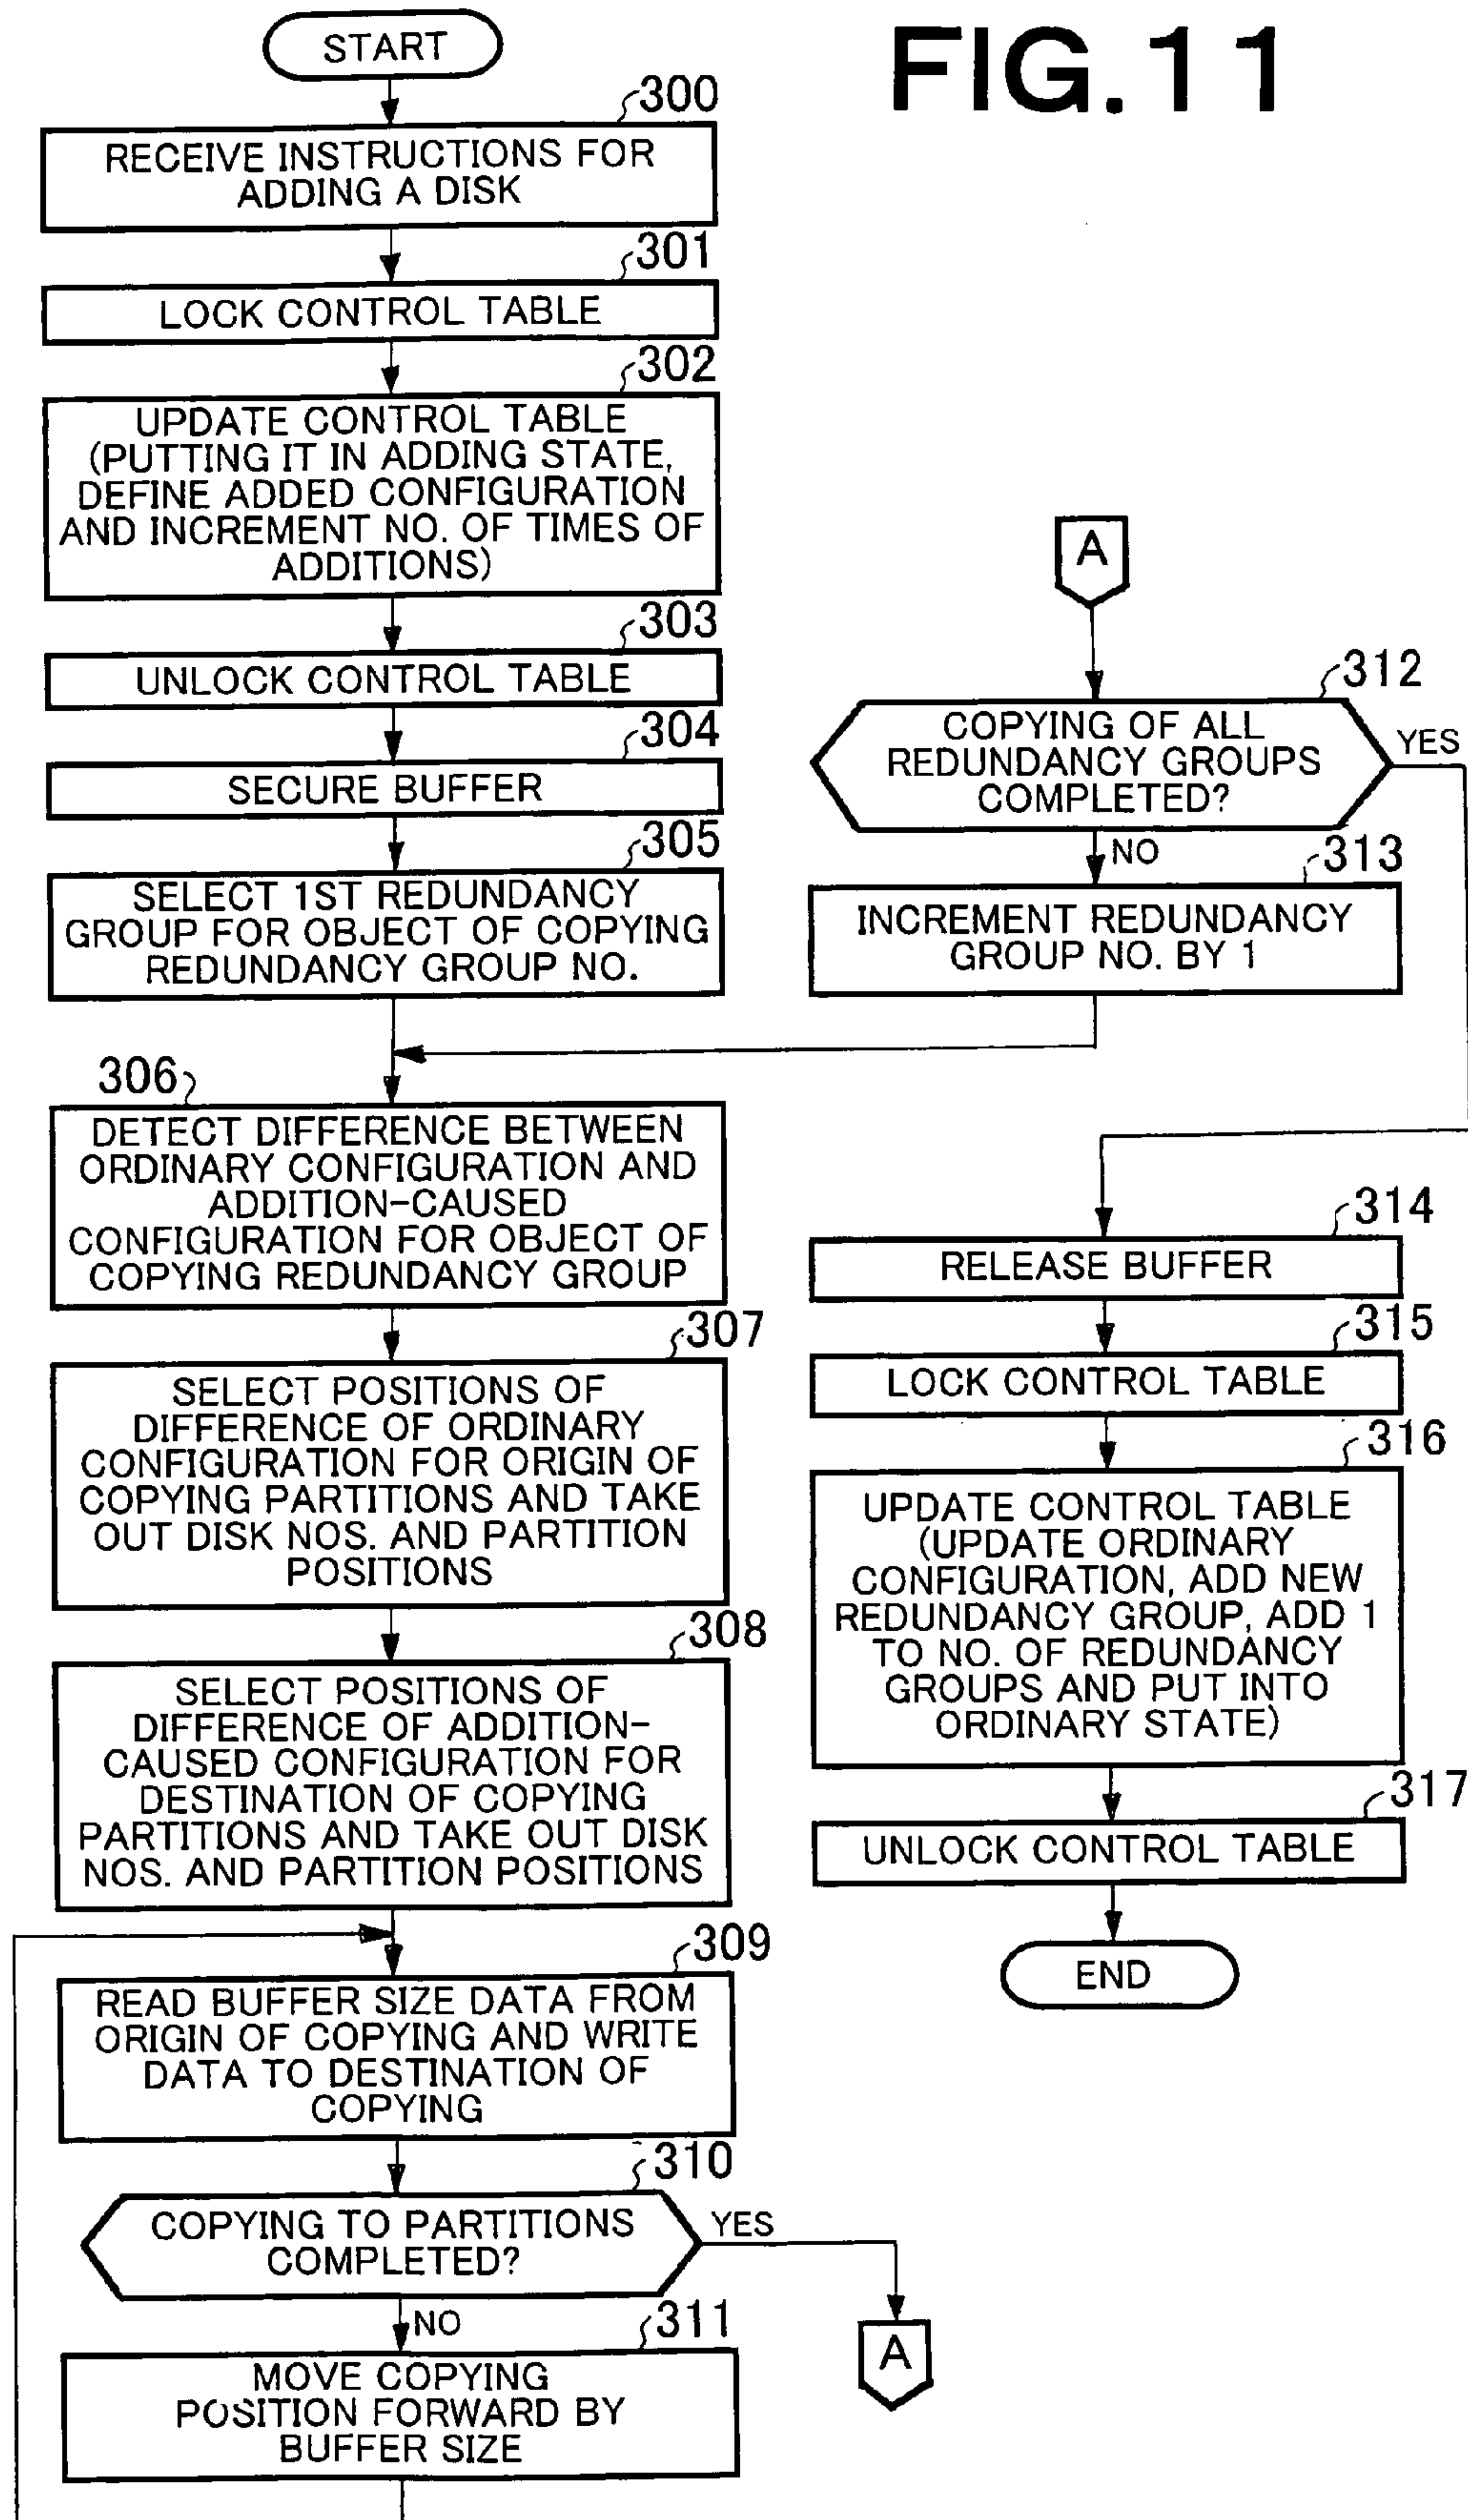 FIG.11
START
300
RECEIVE INSTRUCTIONS FOR
ADDING A DISK
301
LOCK CONTROL TABLE
302
UPDATE CONTROL TABLE
(PUTTING IT IN ADDING STATE,
DEFINE ADDED CONFIGURATION
AND INCREMENT NO. OF TIMES OF
ADDITIONS)
303
UNLOCK CONTROL TABLE
304
SECURE BUFFER
305
SELECT 1ST REDUNDANCY
GROUP FOR OBJECT OF COPYING
REDUNDANCY GROUP NO.
306
DETECT DIFFERENCE BETWEEN
ORDINARY CONFIGURATION AND
ADDITION-CAUSED
CONFIGURATION FOR OBJECT OF
COPYING REDUNDANCY GROUP
307
SELECT POSITIONS OF
DIFFERENCE OF ORDINARY
CONFIGURATION FOR ORIGIN OF
COPYING PARTITIONS AND TAKE
OUT DISK NOS. AND PARTITION
POSITIONS
308
SELECT POSITIONS OF
DIFFERENCE OF ADDITION-
CAUSED CONFIGURATION FOR
DESTINATION OF COPYING
PARTITIONS AND TAKE OUT DISK
NOS. AND PARTITION POSITIONS
309
READ BUFFER SIZE DATA FROM
ORIGIN OF COPYING AND WRITE
DATA TO DESTINATION OF
COPYING
310
COPYING TO PARTITIONS
COMPLETED?
YES
NO
A
311
MOVE COPYING
POSITION FORWARD BY
BUFFER SIZE
A
312
COPYING OF ALL
REDUNDANCY GROUPS
COMPLETED?
YES
NO
313
INCREMENT REDUNDANCY
GROUP NO. BY 1
314
RELEASE BUFFER
315
LOCK CONTROL TABLE
316
UPDATE CONTROL TABLE
(UPDATE ORDINARY
CONFIGURATION, ADD NEW
REDUNDANCY GROUP, ADD 1
TO NO. OF REDUNDANCY
GROUPS AND PUT INTO
ORDINARY STATE)
317
UNLOCK CONTROL TABLE
END